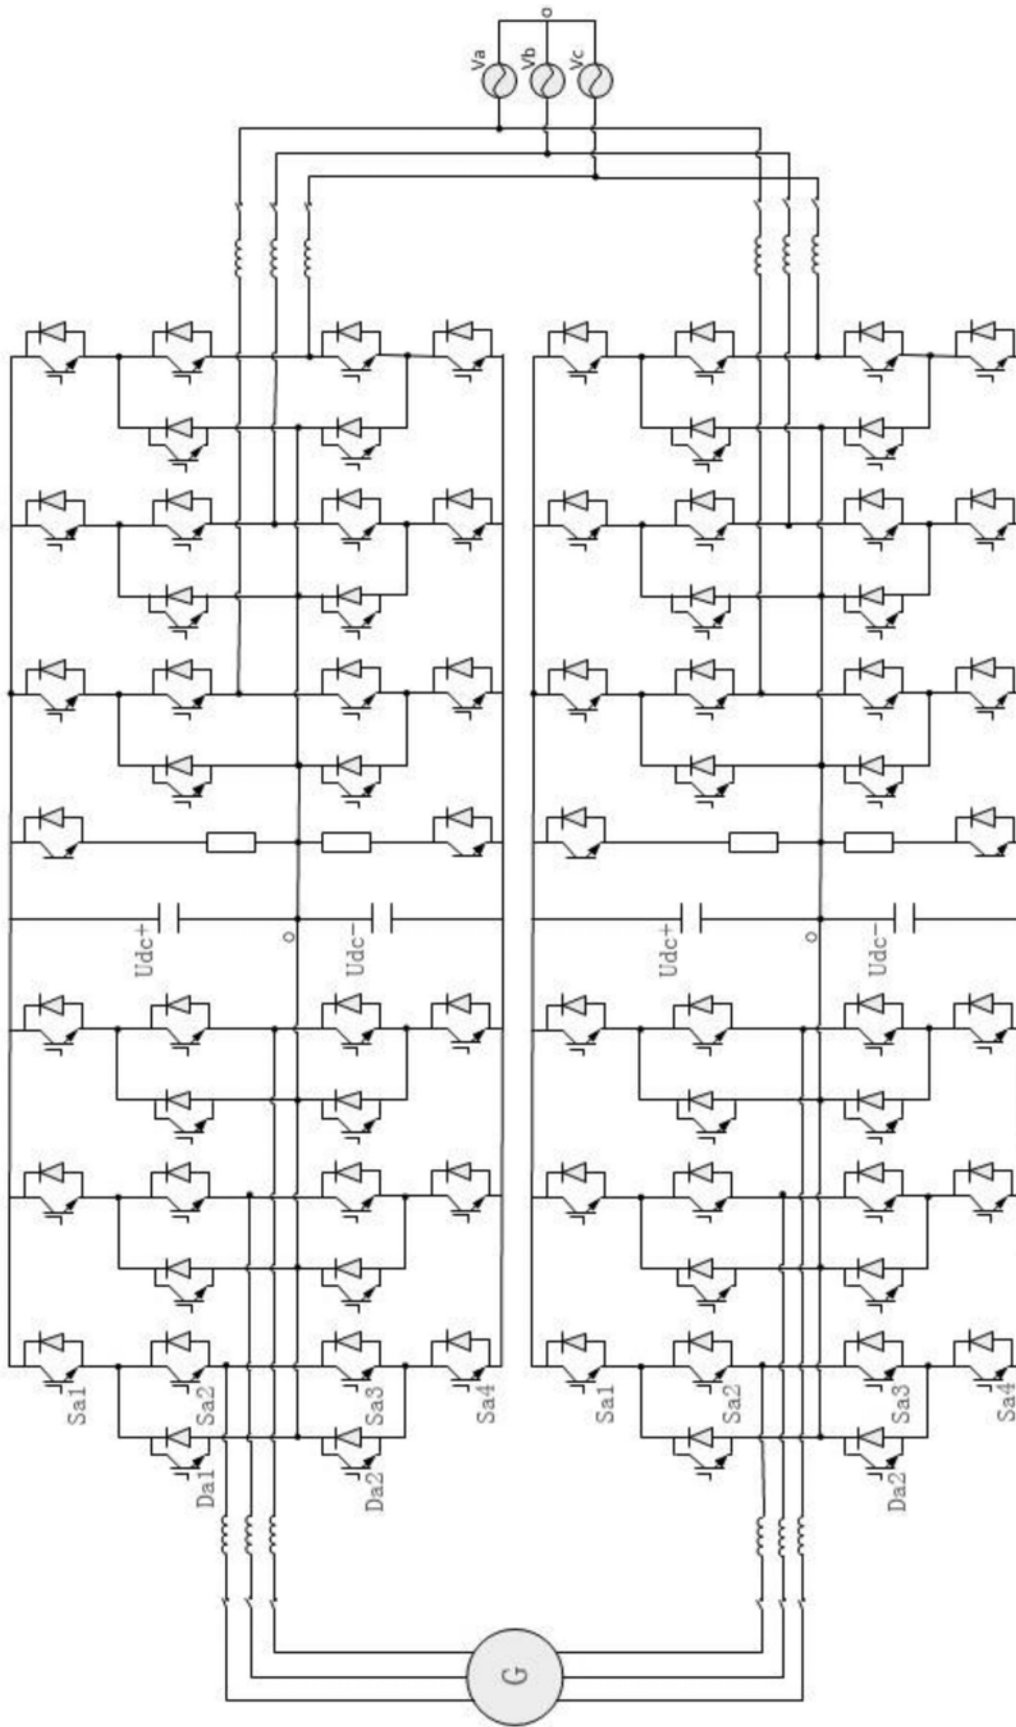 Va
Vb
Vc
o
Udc+
o
Udc-
Udc+
o
Udc-
Sa1
Sa2
Sa3
Sa4
Da1
Da2
Sa1
Sa2
Sa3
Sa4
Da2
G